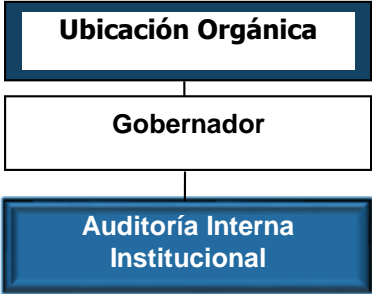 Ubicación Orgánica
Gobernador
Auditoría Interna
Institucional